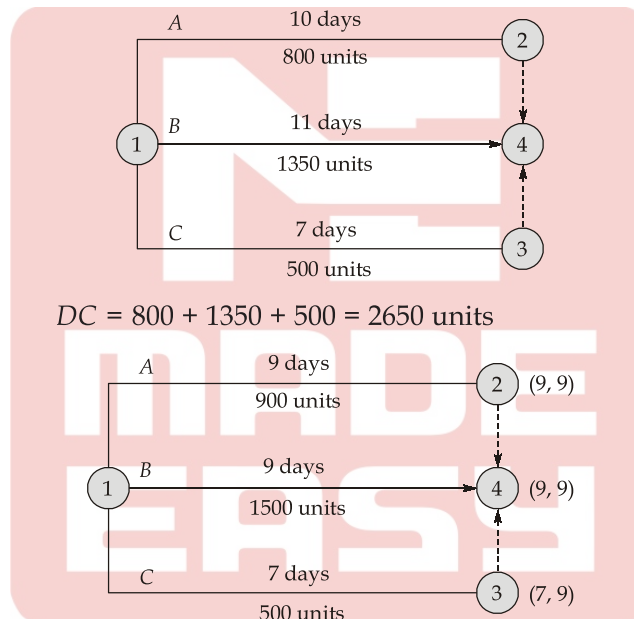 10 days
A
2
800 units
11 days
B
1
4
1350 units
7 days
C
3
500 units
DC = 800 + 1350 + 500 = 2650 units
MADE
EASY
9 days
A
2 (9, 9)
900 units
9 days
B
1
4 (9, 9)
1500 units
7 days
C
3 (7, 9)
500 units